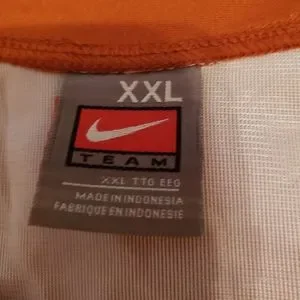 XXL
TEAM
XXL TTG EEG
MADE IN INDONESIA
FABRIQUE EN INDONESIE